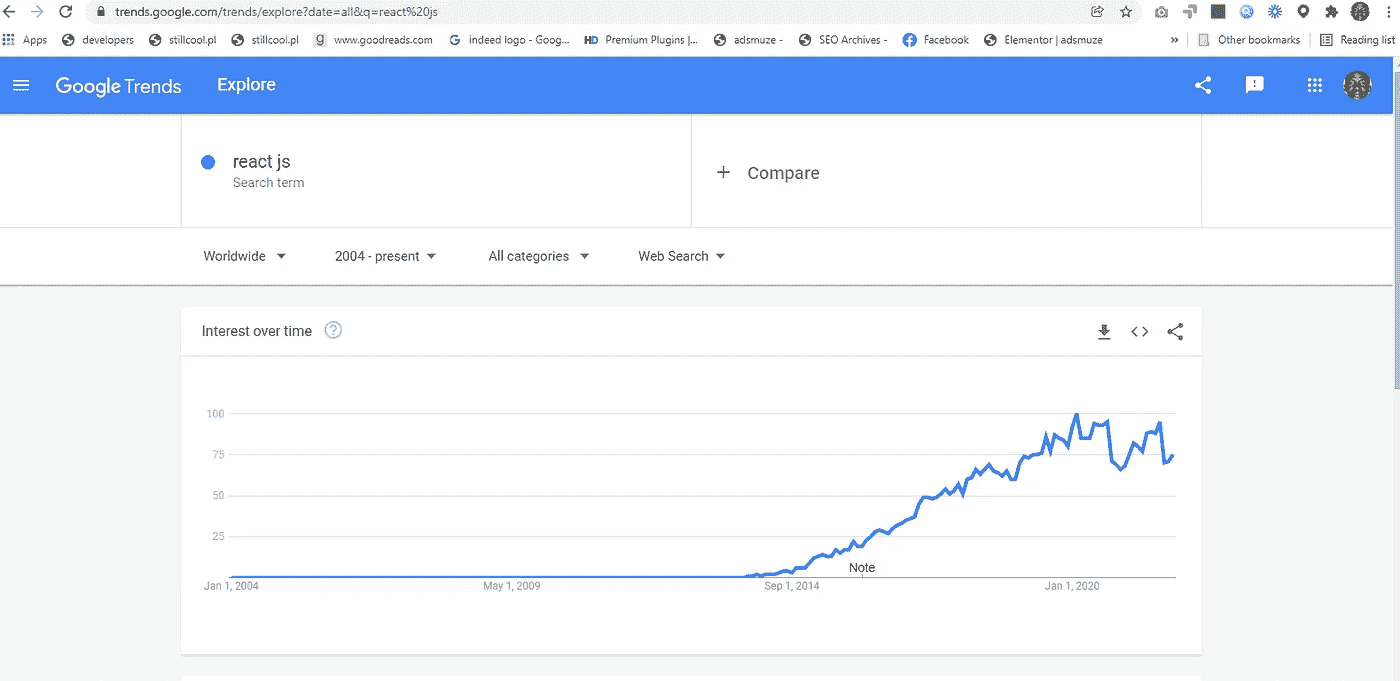 trends.google.com/trends/explore?date=all&q=react%20js
Apps developers stillcool.pl stillcool.pl g www.goodreads.com G indeed logo - Goog... HD Premium Plugins |... adsmuze - SEO Archives - Facebook Elementor | adsmuze » Other bookmarks Reading list
Google Trends Explore
react js
Search term
+ Compare
Worldwide 2004 - present All categories Web Search
Interest over time ?
100
75
50
25
Note
Jan 1, 2004 May 1, 2009 Sep 1, 2014 Jan 1, 2020